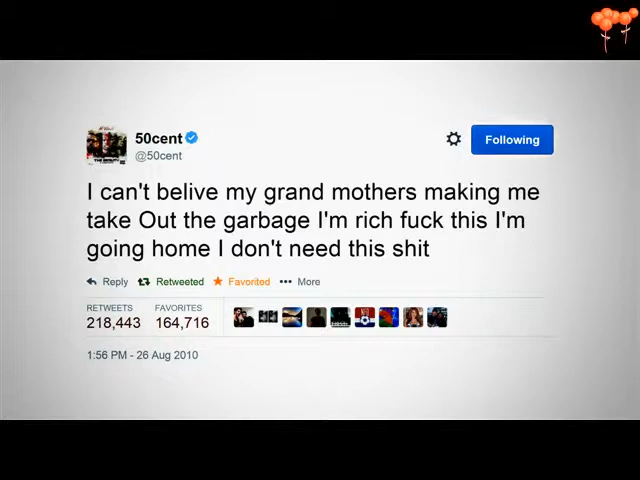 50cent
@50cent
Following
I can't belive my grand mothers making me
take Out the garbage I'm rich fuck this I'm
going home I don't need this shit
Reply Retweeted Favorited More
RETWEETS FAVORITES
218,443 164,716
1:56 PM - 26 Aug 2010